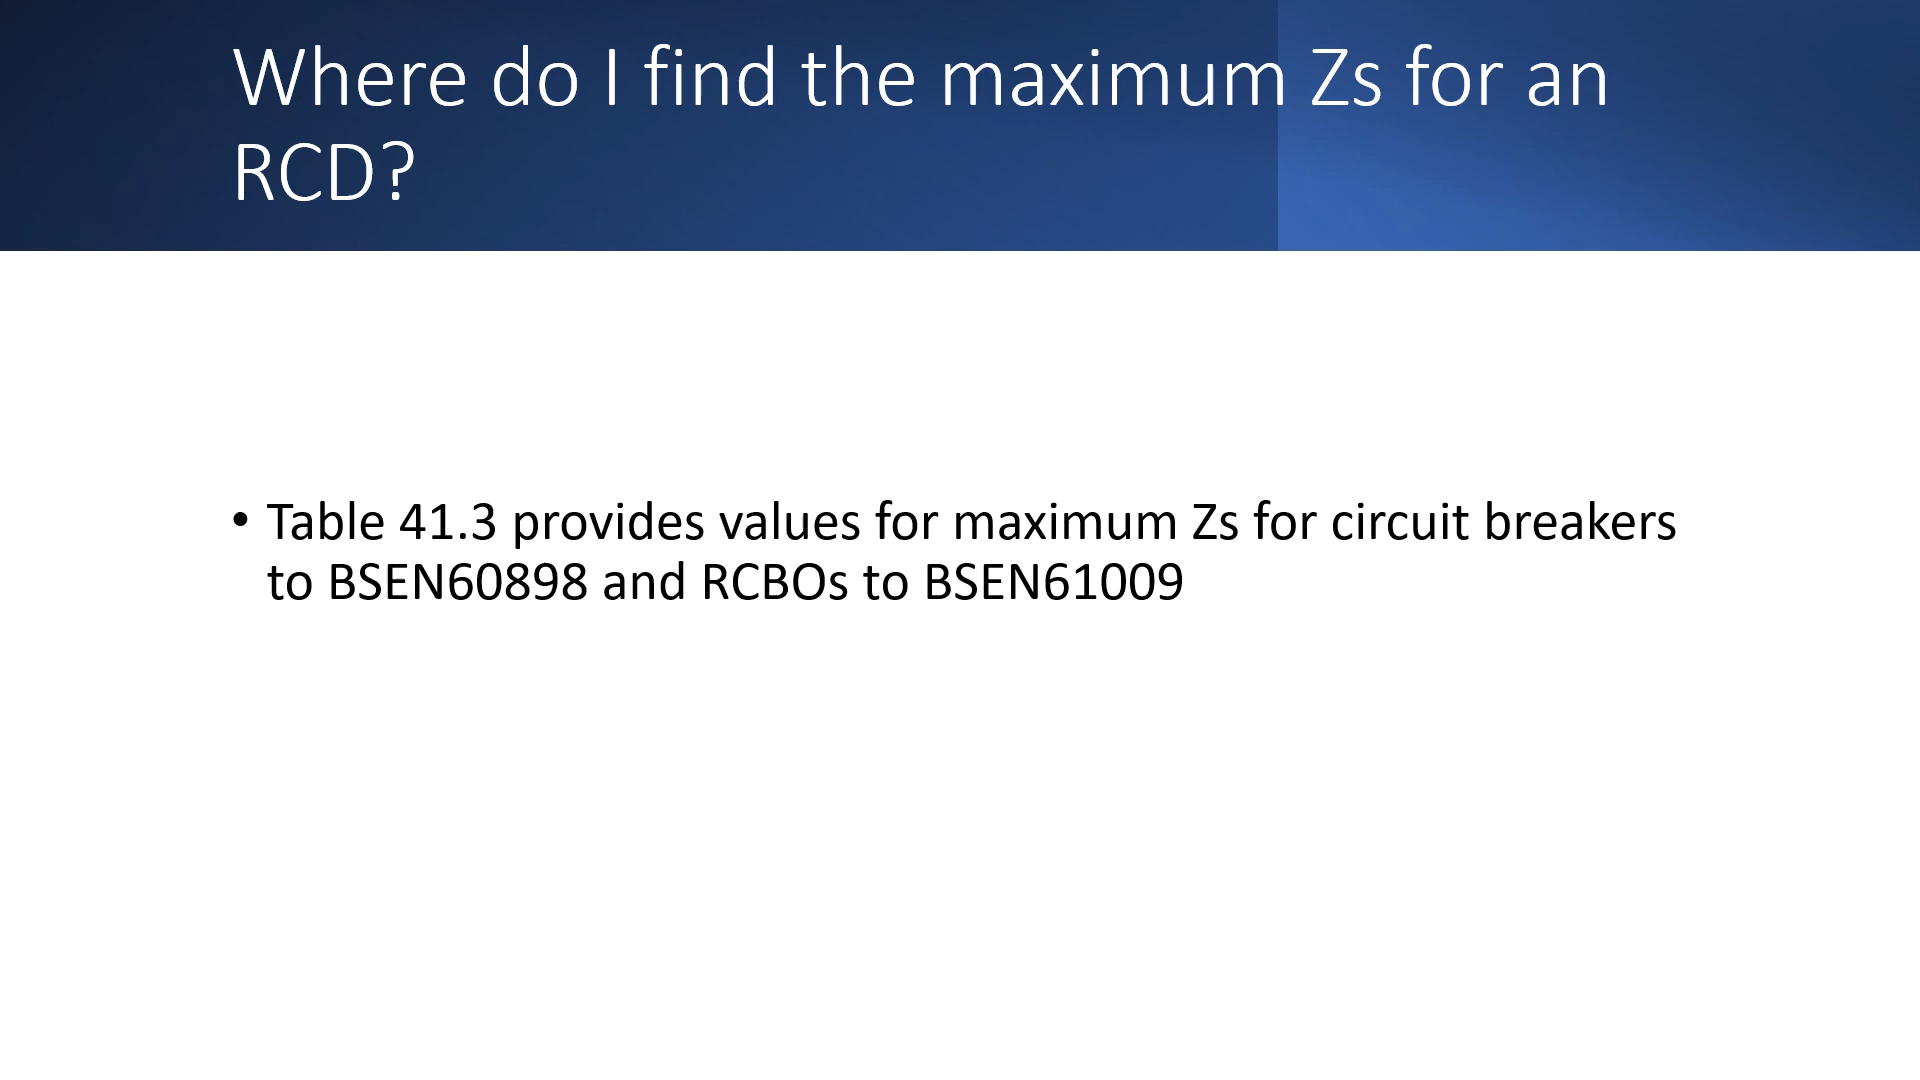 Where do I find the maximum Zs for an
RCD?
• Table 41.3 provides values for maximum Zs for circuit breakers
to BSEN60898 and RCBOs to BSEN61009